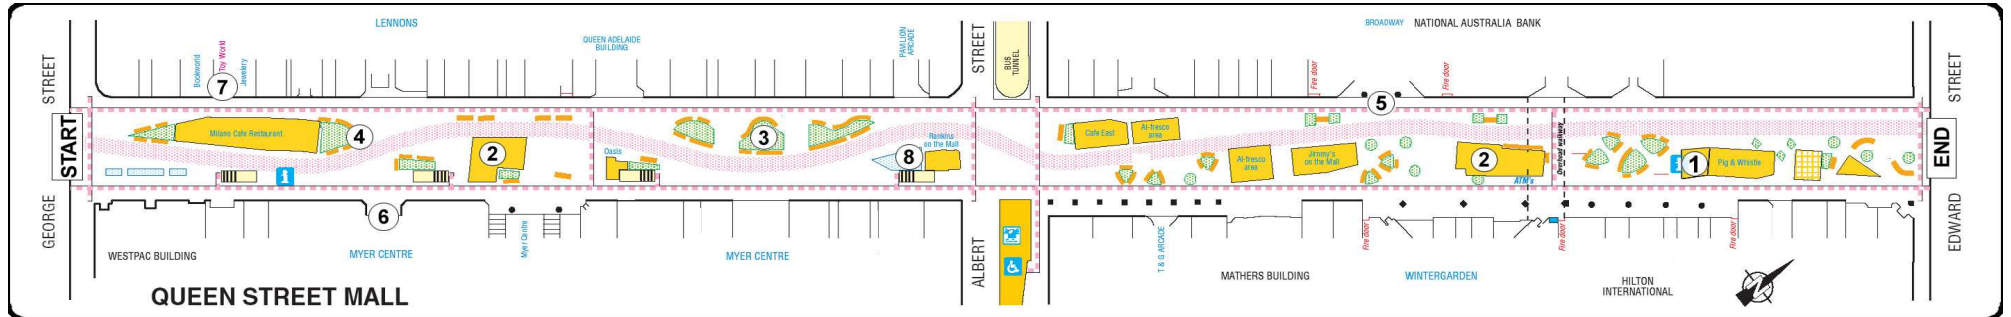 LENNONS
QUEEN ADELAIDE
BUILDING
PAVILION
ARCADE
BROADWAY
NATIONAL AUSTRALIA BANK
STREET
Bookworld
Toy World
Jewelery
7
STREET
BUS
TUNNEL
Fire door
5
Fire door
STREET
START
Milano Cafe Restaurant
4
2
Oasis
3
Rankins
on the Mall
8
Cafe East
Al-fresco
area
Al-fresco
area
Jimmy's
on the Mall
2
ATM's
Overhead walkway
i
1
Pig & Whistle
END
i
GEORGE
6
WESTPAC BUILDING
MYER CENTRE
Myer Centre
MYER CENTRE
ALBERT
T & G ARCADE
MATHERS BUILDING
Fire door
WINTERGARDEN
Fire door
HILTON
INTERNATIONAL
Fire door
EDWARD
QUEEN STREET MALL
N